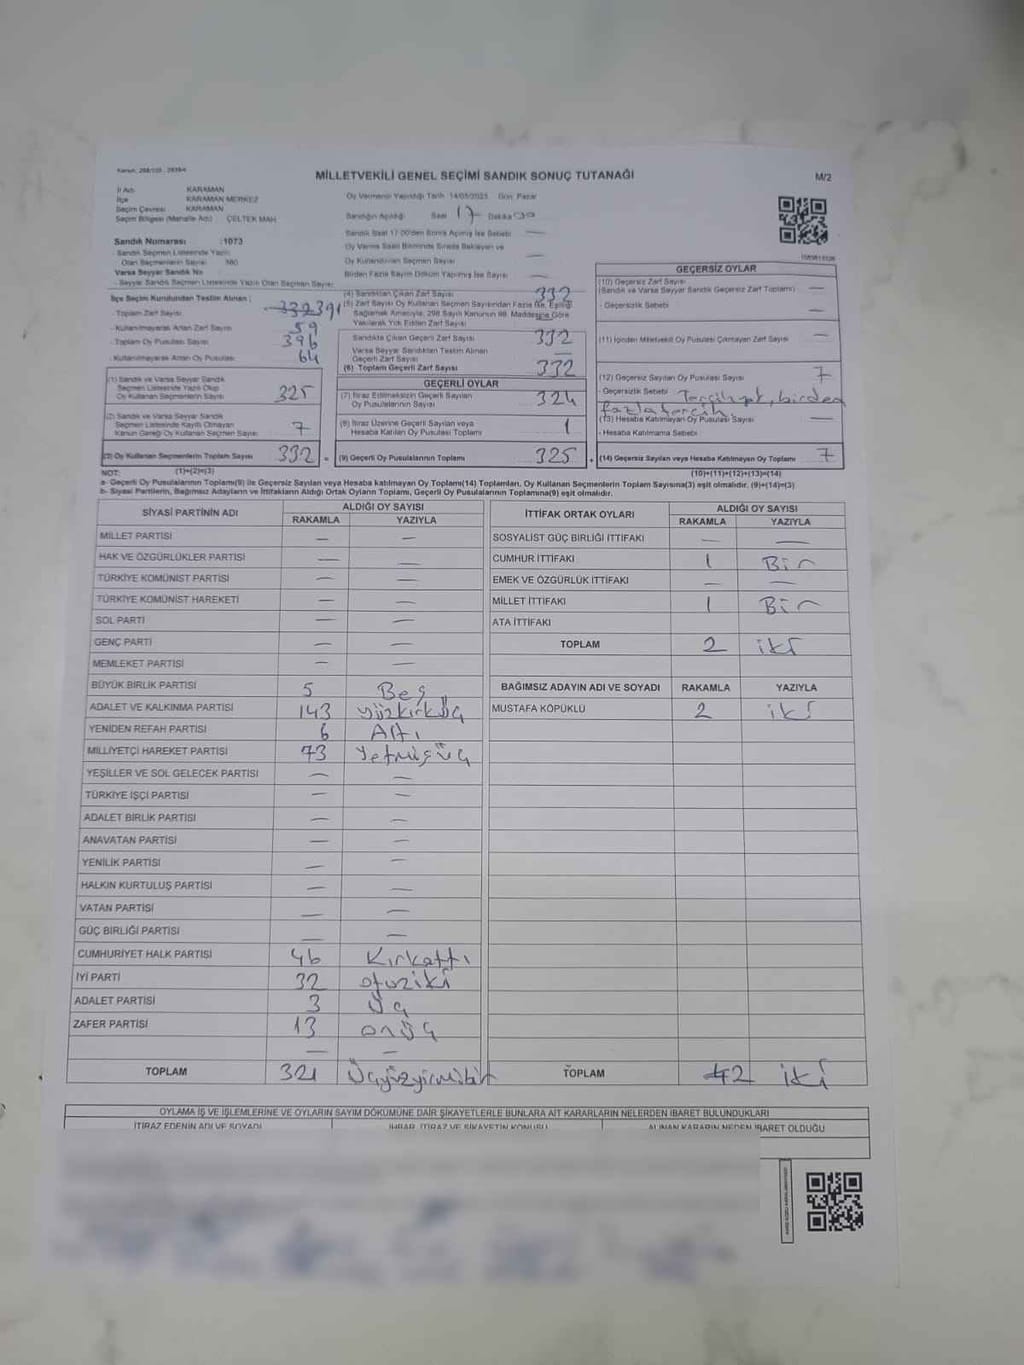 Kanun: 298/105 , 2839/4
MİLLETVEKİLİ GENEL SEÇİMİ SANDIK SONUÇ TUTANAĞI
M/2
İl Adı KARAMAN
İlçe KARAMAN MERKEZ
Seçim Çevresi KARAMAN
Seçim Bölgesi (Mahalle Adı) ÇELTEK MAH.
Oy Vermenin Yapıldığı Tarih 14/05/2023 Gün Pazar
Sandığın Açıldığı Saat 17 Dakika 00
Sandık Saat 17:00'den Sonra Açılmış İse Sebebi —
Oy Verme Saati Bitiminde Sırada Bekleyen ve
Oy Kullandırılan Seçmen Sayısı —
Birden Fazla Sayım Döküm Yapılmış İse Sayısı —
Sandık Numarası :1073
- Sandık Seçmen Listesinde Yazılı
Olan Seçmenlerin Sayısı 380
Varsa Seyyar Sandık No
- Seyyar Sandık Seçmen Listesinde Yazılı Olan Seçmen Sayısı
İlçe Seçim Kurulundan Teslim Alınan ;
- Toplam Zarf Sayısı 332 391
- Kullanılmayarak Artan Zarf Sayısı 59
- Toplam Oy Pusulası Sayısı 396
- Kullanılmayarak Artan Oy Pusulası 64
(1) Sandık ve Varsa Seyyar Sandık
Seçmen Listesinde Yazılı Olup
Oy Kullanan Seçmenlerin Sayısı 325
(2) Sandık ve Varsa Seyyar Sandık
Seçmen Listesinde Kayıtlı Olmayan
Kanun Gereği Oy Kullanan Seçmen Sayısı 7
(3) Oy Kullanan Seçmenlerin Toplam Sayısı 332
(4) Sandıktan Çıkan Zarf Sayısı 332
(5) Zarf Sayısı Oy Kullanan Seçmen Sayısından Fazla ise, Eşitliği
Sağlamak Amacıyla, 298 Sayılı Kanunun 98. Maddesine Göre
Yakılarak Yok Edilen Zarf Sayısı —
Sandıkta Çıkan Geçerli Zarf Sayısı 332
Varsa Seyyar Sandıktan Teslim Alınan
Geçerli Zarf Sayısı —
(6) Toplam Geçerli Zarf Sayısı 332
GEÇERLİ OYLAR
(7) İtiraz Edilmeksizin Geçerli Sayılan
Oy Pusulalarının Sayısı 324
(8) İtiraz Üzerine Geçerli Sayılan veya
Hesaba Katılan Oy Pusulası Toplamı 1
(9) Geçerli Oy Pusulalarının Toplamı 325
GEÇERSİZ OYLAR
(10) Geçersiz Zarf Sayısı
(Sandık ve Varsa Seyyar Sandık Geçersiz Zarf Toplamı) —
- Geçersizlik Sebebi —
(11) İçinden Milletvekili Oy Pusulası Çıkmayan Zarf Sayısı —
(12) Geçersiz Sayılan Oy Pusulası Sayısı 7
- Geçersizlik Sebebi Tercih yok, birden
fazla tercih.
(13) Hesaba Katılmayan Oy Pusulası Sayısı —
- Hesaba Katılmama Sebebi
(14) Geçersiz Sayılan veya Hesaba Katılmayan Oy Toplamı 7
NOT: (1)+(2)=(3) (10)+(11)+(12)+(13)=(14)
a- Geçerli Oy Pusulalarının Toplamı(9) ile Geçersiz Sayılan veya Hesaba katılmayan Oy Toplamı(14) Toplamları, Oy Kullanan Seçmenlerin Toplam Sayısına(3) eşit olmalıdır. (9)+(14)=(3)
b- Siyasi Partilerin, Bağımsız Adayların ve İttifakların Aldığı Ortak Oyların Toplamı, Geçerli Oy Pusulalarının Toplamına(9) eşit olmalıdır.
SİYASİ PARTİNİN ADI ALDIĞI OY SAYISI
RAKAMLA YAZIYLA
MİLLET PARTİSİ — —
HAK VE ÖZGÜRLÜKLER PARTİSİ — —
TÜRKİYE KOMÜNİST PARTİSİ — —
TÜRKİYE KOMÜNİST HAREKETİ — —
SOL PARTİ — —
GENÇ PARTİ — —
MEMLEKET PARTİSİ — —
BÜYÜK BİRLİK PARTİSİ 5 Beş
ADALET VE KALKINMA PARTİSİ 143 yüzkırküç
YENİDEN REFAH PARTİSİ 6 Altı
MİLLİYETÇİ HAREKET PARTİSİ 73 Yetmişüç
YEŞİLLER VE SOL GELECEK PARTİSİ — —
TÜRKİYE İŞÇİ PARTİSİ — —
ADALET BİRLİK PARTİSİ — —
ANAVATAN PARTİSİ — —
YENİLİK PARTİSİ — —
HALKIN KURTULUŞ PARTİSİ — —
VATAN PARTİSİ — —
GÜÇ BİRLİĞİ PARTİSİ — —
CUMHURİYET HALK PARTİSİ 46 Kırkaltı
İYİ PARTİ 32 otuziki
ADALET PARTİSİ 3 üç
ZAFER PARTİSİ 13 onüç
— —
TOPLAM 321 Üçyüzyirmibir
İTTİFAK ORTAK OYLARI ALDIĞI OY SAYISI
RAKAMLA YAZIYLA
SOSYALİST GÜÇ BİRLİĞİ İTTİFAKI — —
CUMHUR İTTİFAKI 1 Bir
EMEK VE ÖZGÜRLÜK İTTİFAKI — —
MİLLET İTTİFAKI 1 Bir
ATA İTTİFAKI
TOPLAM 2 iki
BAĞIMSIZ ADAYIN ADI VE SOYADI RAKAMLA YAZIYLA
MUSTAFA KÖPÜKLÜ 2 iki
TOPLAM 2 iki
OYLAMA İŞ VE İŞLEMLERİNE VE OYLARIN SAYIM DÖKÜMÜNE DAİR ŞİKAYETLERLE BUNLARA AİT KARARLARIN NELERDEN İBARET BULUNDUKLARI
İTİRAZ EDENİN ADI VE SOYADI İHBAR, İTİRAZ VE ŞİKAYETİN KONUSU ALINAN KARARIN NEDEN İBARET OLDUĞU